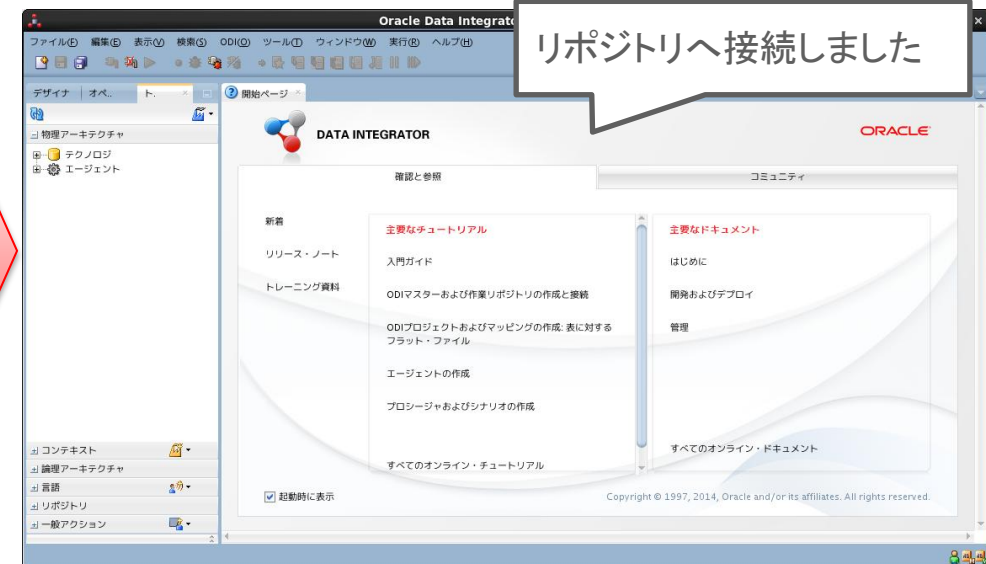 Oracle Data Integrat
リポジトリへ接続しました
ファイル(F) 編集(E) 表示(V) 検索(S) ODI(O) ツール(T) ウィンドウ(W) 実行(R) ヘルプ(H)
デザイナ オペ... ト.
開始ページ
物理アーキテクチャ
テクノロジ
エージェント
DATA INTEGRATOR
ORACLE
確認と参照
コミュニティ
新着
リリース・ノート
トレーニング資料
主要なチュートリアル
入門ガイド
ODIマスターおよび作業リポジトリの作成と接続
ODIプロジェクトおよびマッピングの作成: 表に対する
フラット・ファイル
エージェントの作成
プロシージャおよびシナリオの作成
すべてのオンライン・チュートリアル
主要なドキュメント
はじめに
開発およびデプロイ
管理
すべてのオンライン・ドキュメント
コンテキスト
論理アーキテクチャ
言語
リポジトリ
一般アクション
起動時に表示
Copyright © 1997, 2014, Oracle and/or its affiliates. All rights reserved.